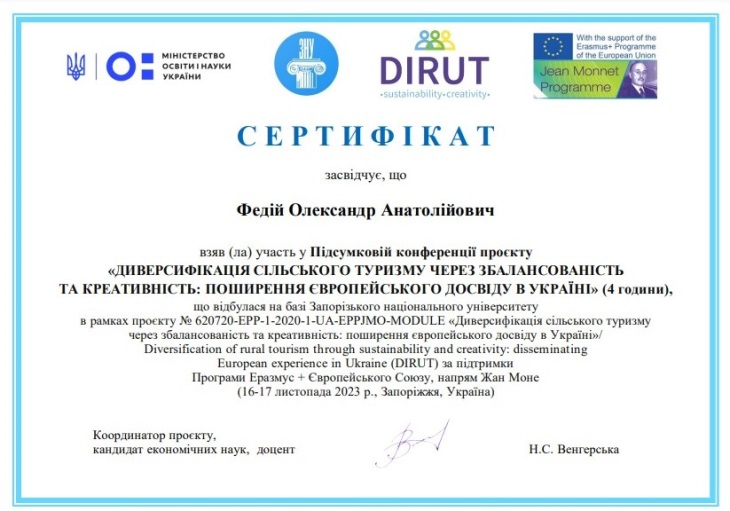 МІНІСТЕРСТВО
ОСВІТИ І НАУКИ
УКРАЇНИ
ЗНУ
DIRUT
•sustainability•creativity•
With the support of the
Erasmus+ Programme
of the European Union
Jean Monnet
Programme
СЕРТИФІКАТ
засвідчує, що
Федій Олександр Анатолійович
взяв (ла) участь у Підсумковій конференції проєкту
«ДИВЕРСИФІКАЦІЯ СІЛЬСЬКОГО ТУРИЗМУ ЧЕРЕЗ ЗБАЛАНСОВАНІСТЬ
ТА КРЕАТИВНІСТЬ: ПОШИРЕННЯ ЄВРОПЕЙСЬКОГО ДОСВІДУ В УКРАЇНІ» (4 години),
що відбулася на базі Запорізького національного університету
в рамках проєкту № 620720-EPP-1-2020-1-UA-EPPJMO-MODULE «Диверсифікація сільського туризму
через збалансованість та креативність: поширення європейського досвіду в Україні»/
Diversification of rural tourism through sustainability and creativity: disseminating
European experience in Ukraine (DIRUT) за підтримки
Програми Еразмус + Європейського Союзу, напрям Жан Моне
(16-17 листопада 2023 р., Запоріжжя, Україна)
Координатор проєкту,
кандидат економічних наук, доцент
Н.С. Венгерська